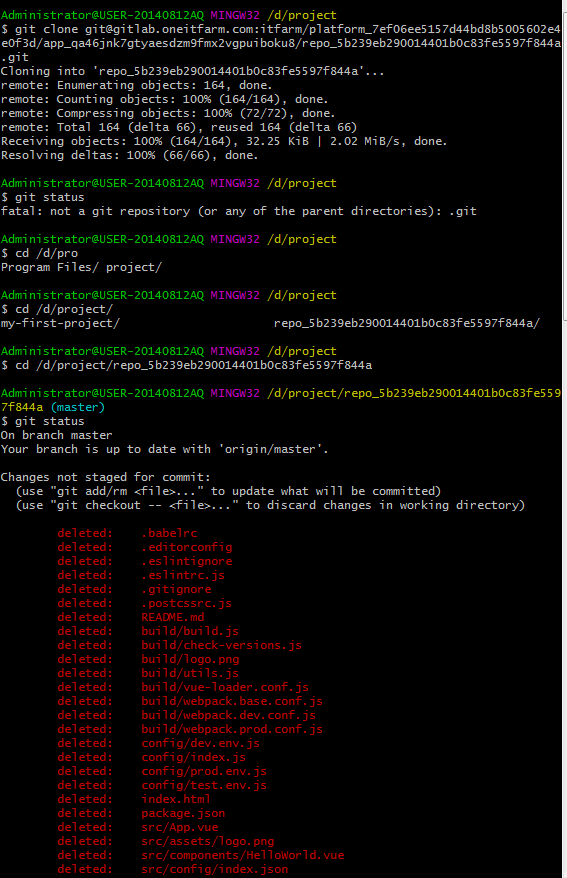 Administrator@USER-20140812AQ MINGW32 /d/project
$ git clone git@gitlab.oneitfarm.com:itfarm/platform_7ef06ee5157d44bd8b5005602e4
e0f3d/app_qa46jnk7gtyaesdzm9fmx2vgpuiboku8/repo_5b239eb290014401b0c83fe5597f844a
.git
Cloning into 'repo_5b239eb290014401b0c83fe5597f844a'...
remote: Enumerating objects: 164, done.
remote: Counting objects: 100% (164/164), done.
remote: Compressing objects: 100% (72/72), done.
remote: Total 164 (delta 66), reused 164 (delta 66)
Receiving objects: 100% (164/164), 32.25 KiB | 2.02 MiB/s, done.
Resolving deltas: 100% (66/66), done.
Administrator@USER-20140812AQ MINGW32 /d/project
$ git status
fatal: not a git repository (or any of the parent directories): .git
Administrator@USER-20140812AQ MINGW32 /d/project
$ cd /d/pro
Program Files/ project/
Administrator@USER-20140812AQ MINGW32 /d/project
$ cd /d/project/
my-first-project/ repo_5b239eb290014401b0c83fe5597f844a/
Administrator@USER-20140812AQ MINGW32 /d/project
$ cd /d/project/repo_5b239eb290014401b0c83fe5597f844a
Administrator@USER-20140812AQ MINGW32 /d/project/repo_5b239eb290014401b0c83fe559
7f844a (master)
$ git status
On branch master
Your branch is up to date with 'origin/master'.
Changes not staged for commit:
(use "git add/rm <file>..." to update what will be committed)
(use "git checkout -- <file>..." to discard changes in working directory)
deleted: .babelrc
deleted: .editorconfig
deleted: .eslintignore
deleted: .eslintrc.js
deleted: .gitignore
deleted: .postcssrc.js
deleted: README.md
deleted: build/build.js
deleted: build/check-versions.js
deleted: build/logo.png
deleted: build/utils.js
deleted: build/vue-loader.conf.js
deleted: build/webpack.base.conf.js
deleted: build/webpack.dev.conf.js
deleted: build/webpack.prod.conf.js
deleted: config/dev.env.js
deleted: config/index.js
deleted: config/prod.env.js
deleted: config/test.env.js
deleted: index.html
deleted: package.json
deleted: src/App.vue
deleted: src/assets/logo.png
deleted: src/components/HelloWorld.vue
deleted: src/config/index.json